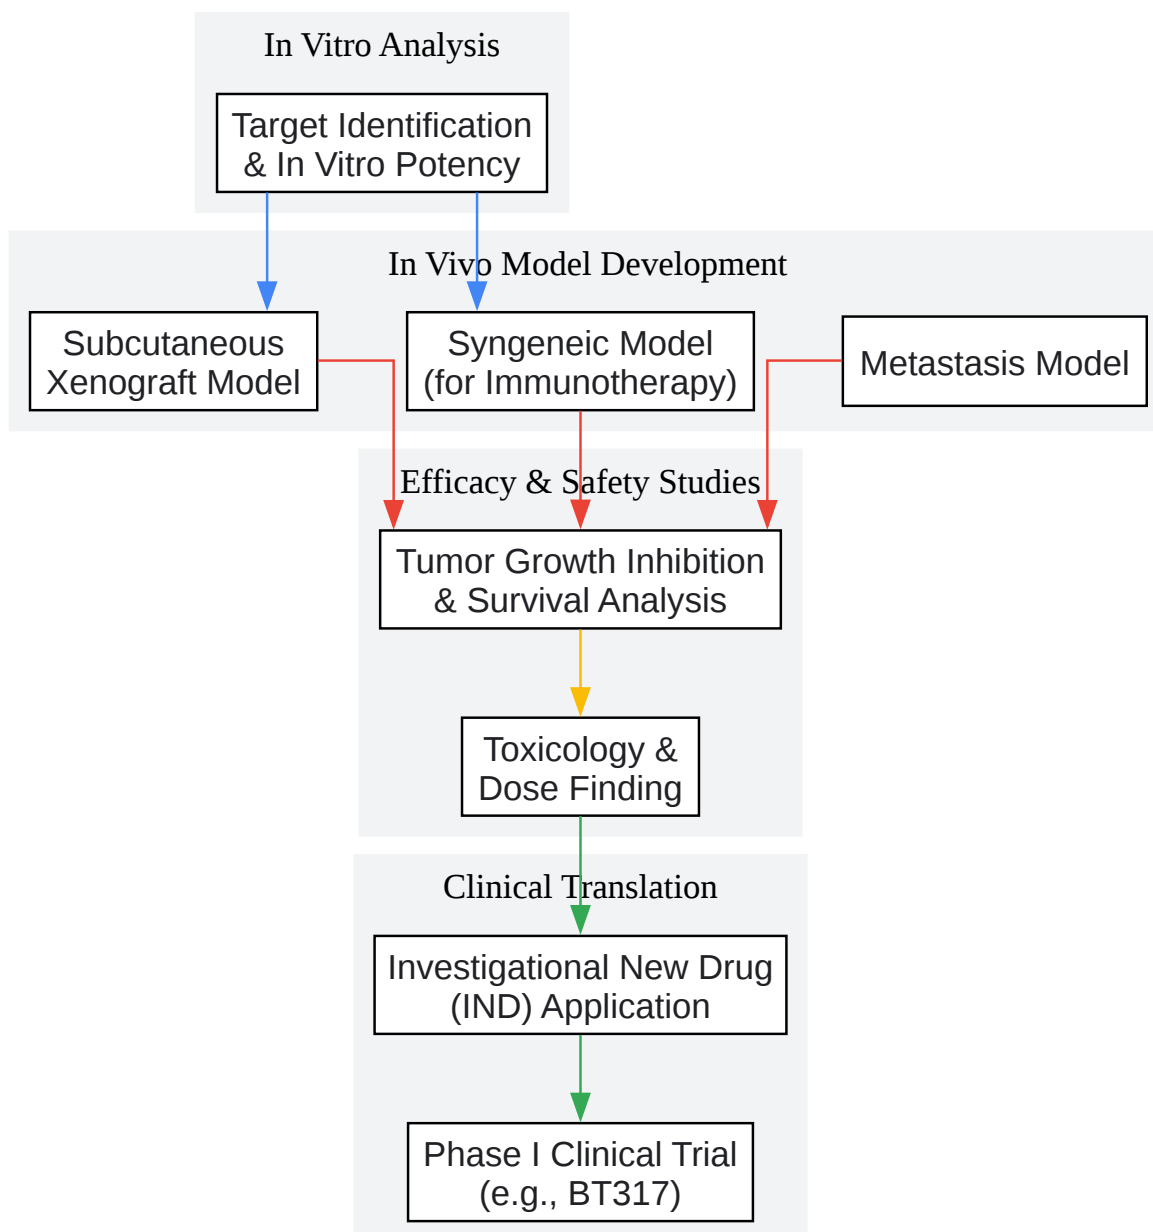 In Vitro Analysis
Target Identification
& In Vitro Potency
In Vivo Model Development
Subcutaneous
Xenograft Model
Syngeneic Model
(for Immunotherapy)
Metastasis Model
Efficacy & Safety Studies
Tumor Growth Inhibition
& Survival Analysis
Toxicology &
Dose Finding
Clinical Translation
Investigational New Drug
(IND) Application
Phase I Clinical Trial
(e.g., BT317)